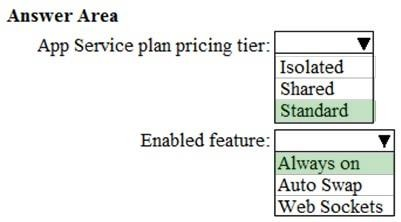 Answer Area
App Service plan pricing tier:
Isolated
Shared
Standard
Enabled feature:
Always on
Auto Swap
Web Sockets